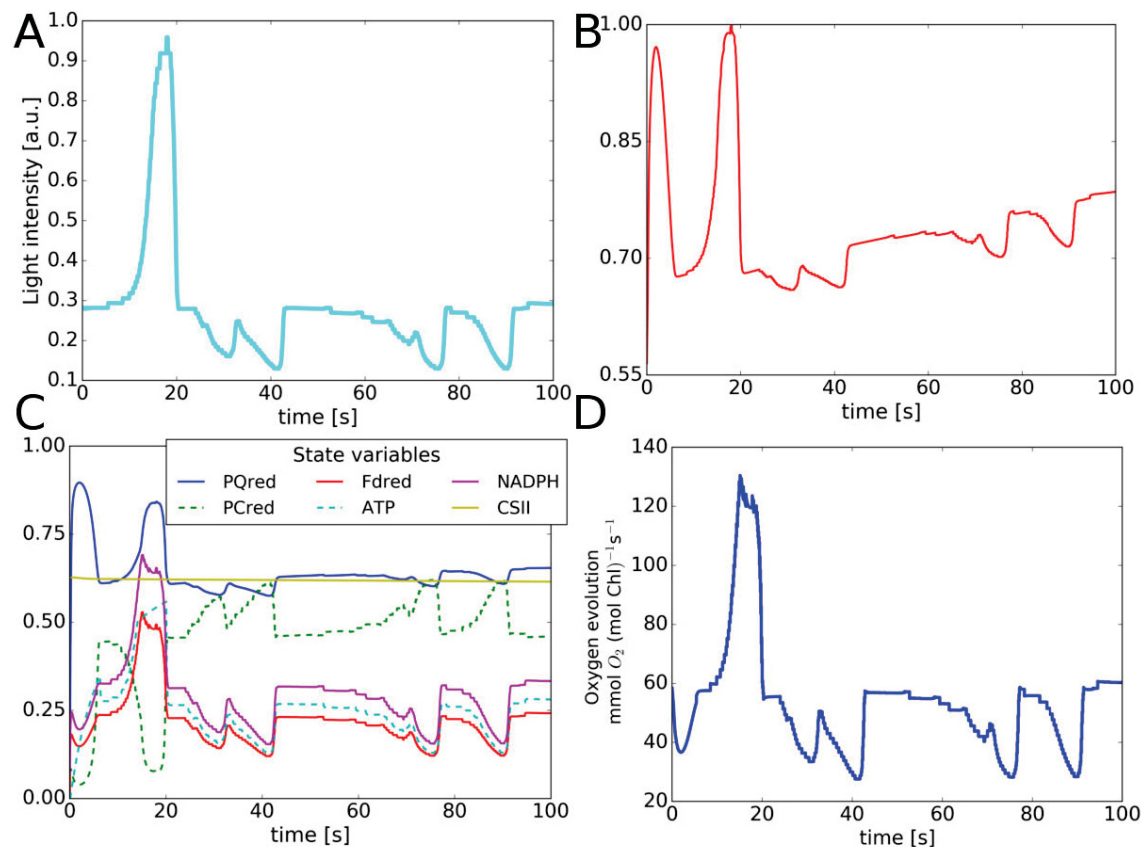 A
Light intensity [a.u.]
1.0
0.9
0.8
0.7
0.6
0.5
0.4
0.3
0.2
0.1
0 20 40 60 80 100
time [s]
B
1.00
0.85
0.70
0.55
0 20 40 60 80 100
time [s]
C
1.00
0.75
0.50
0.25
0.00
State variables
PQred Fdred NADPH
PCred ATP CSII
0 20 40 60 80 100
time [s]
D
Oxygen evolution
mmol O₂ (mol Chl)⁻¹s⁻¹
140
120
100
80
60
40
20
0 20 40 60 80 100
time [s]